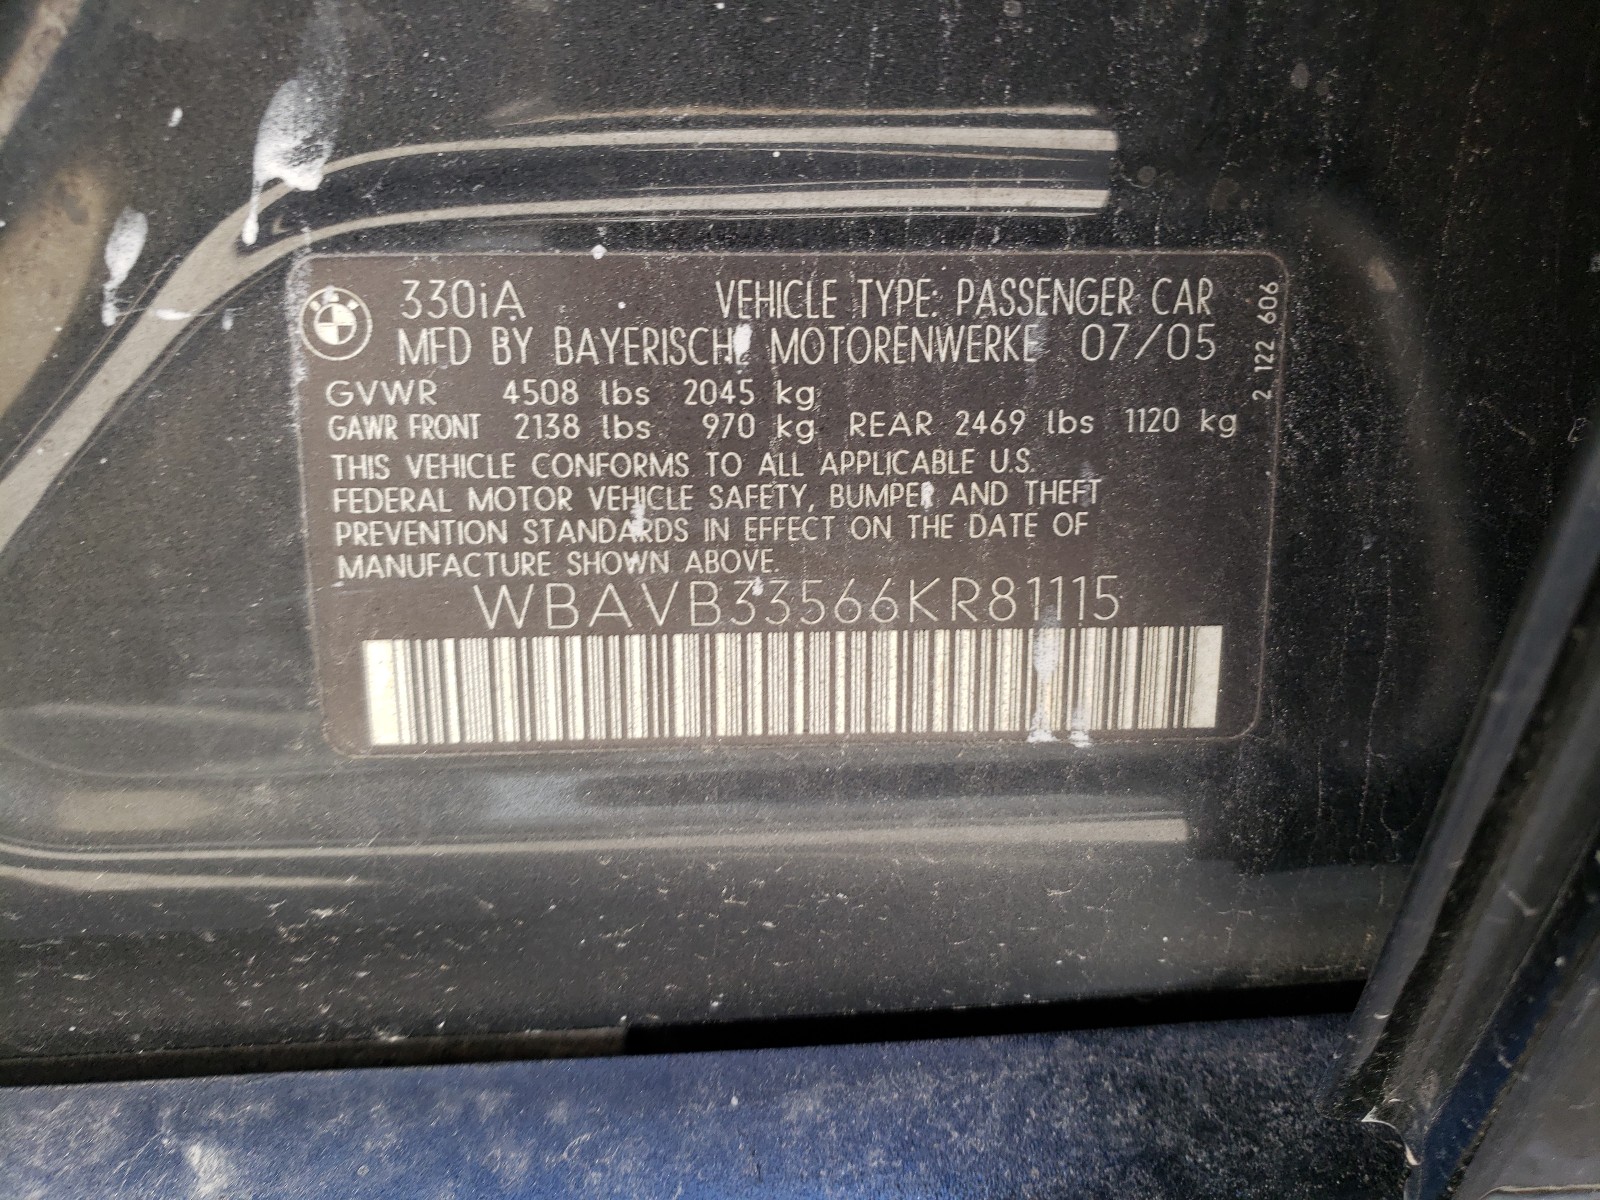 330iA VEHICLE TYPE: PASSENGER CAR
MFD BY BAYERISCHE MOTORENWERKE 07/05
GVWR 4508 lbs 2045 kg
GAWR FRONT 2138 lbs 970 kg REAR 2469 lbs 1120 kg
THIS VEHICLE CONFORMS TO ALL APPLICABLE U.S.
FEDERAL MOTOR VEHICLE SAFETY, BUMPER AND THEFT
PREVENTION STANDARDS IN EFFECT ON THE DATE OF
MANUFACTURE SHOWN ABOVE.
WBAVB33566KR81115
2 122 606
BMW